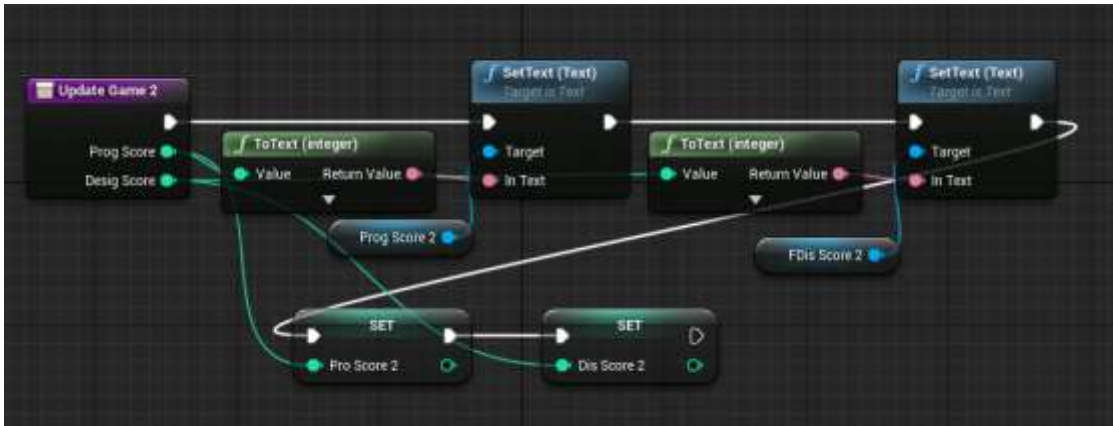 Update Game 2
Prog Score
Desig Score
ToText (integer)
Value Return Value
SetText (Text)
Target is Text
Target
In Text
Prog Score 2
ToText (integer)
Value Return Value
SetText (Text)
Target is Text
Target
In Text
FDis Score 2
SET
Pro Score 2
SET
Dis Score 2